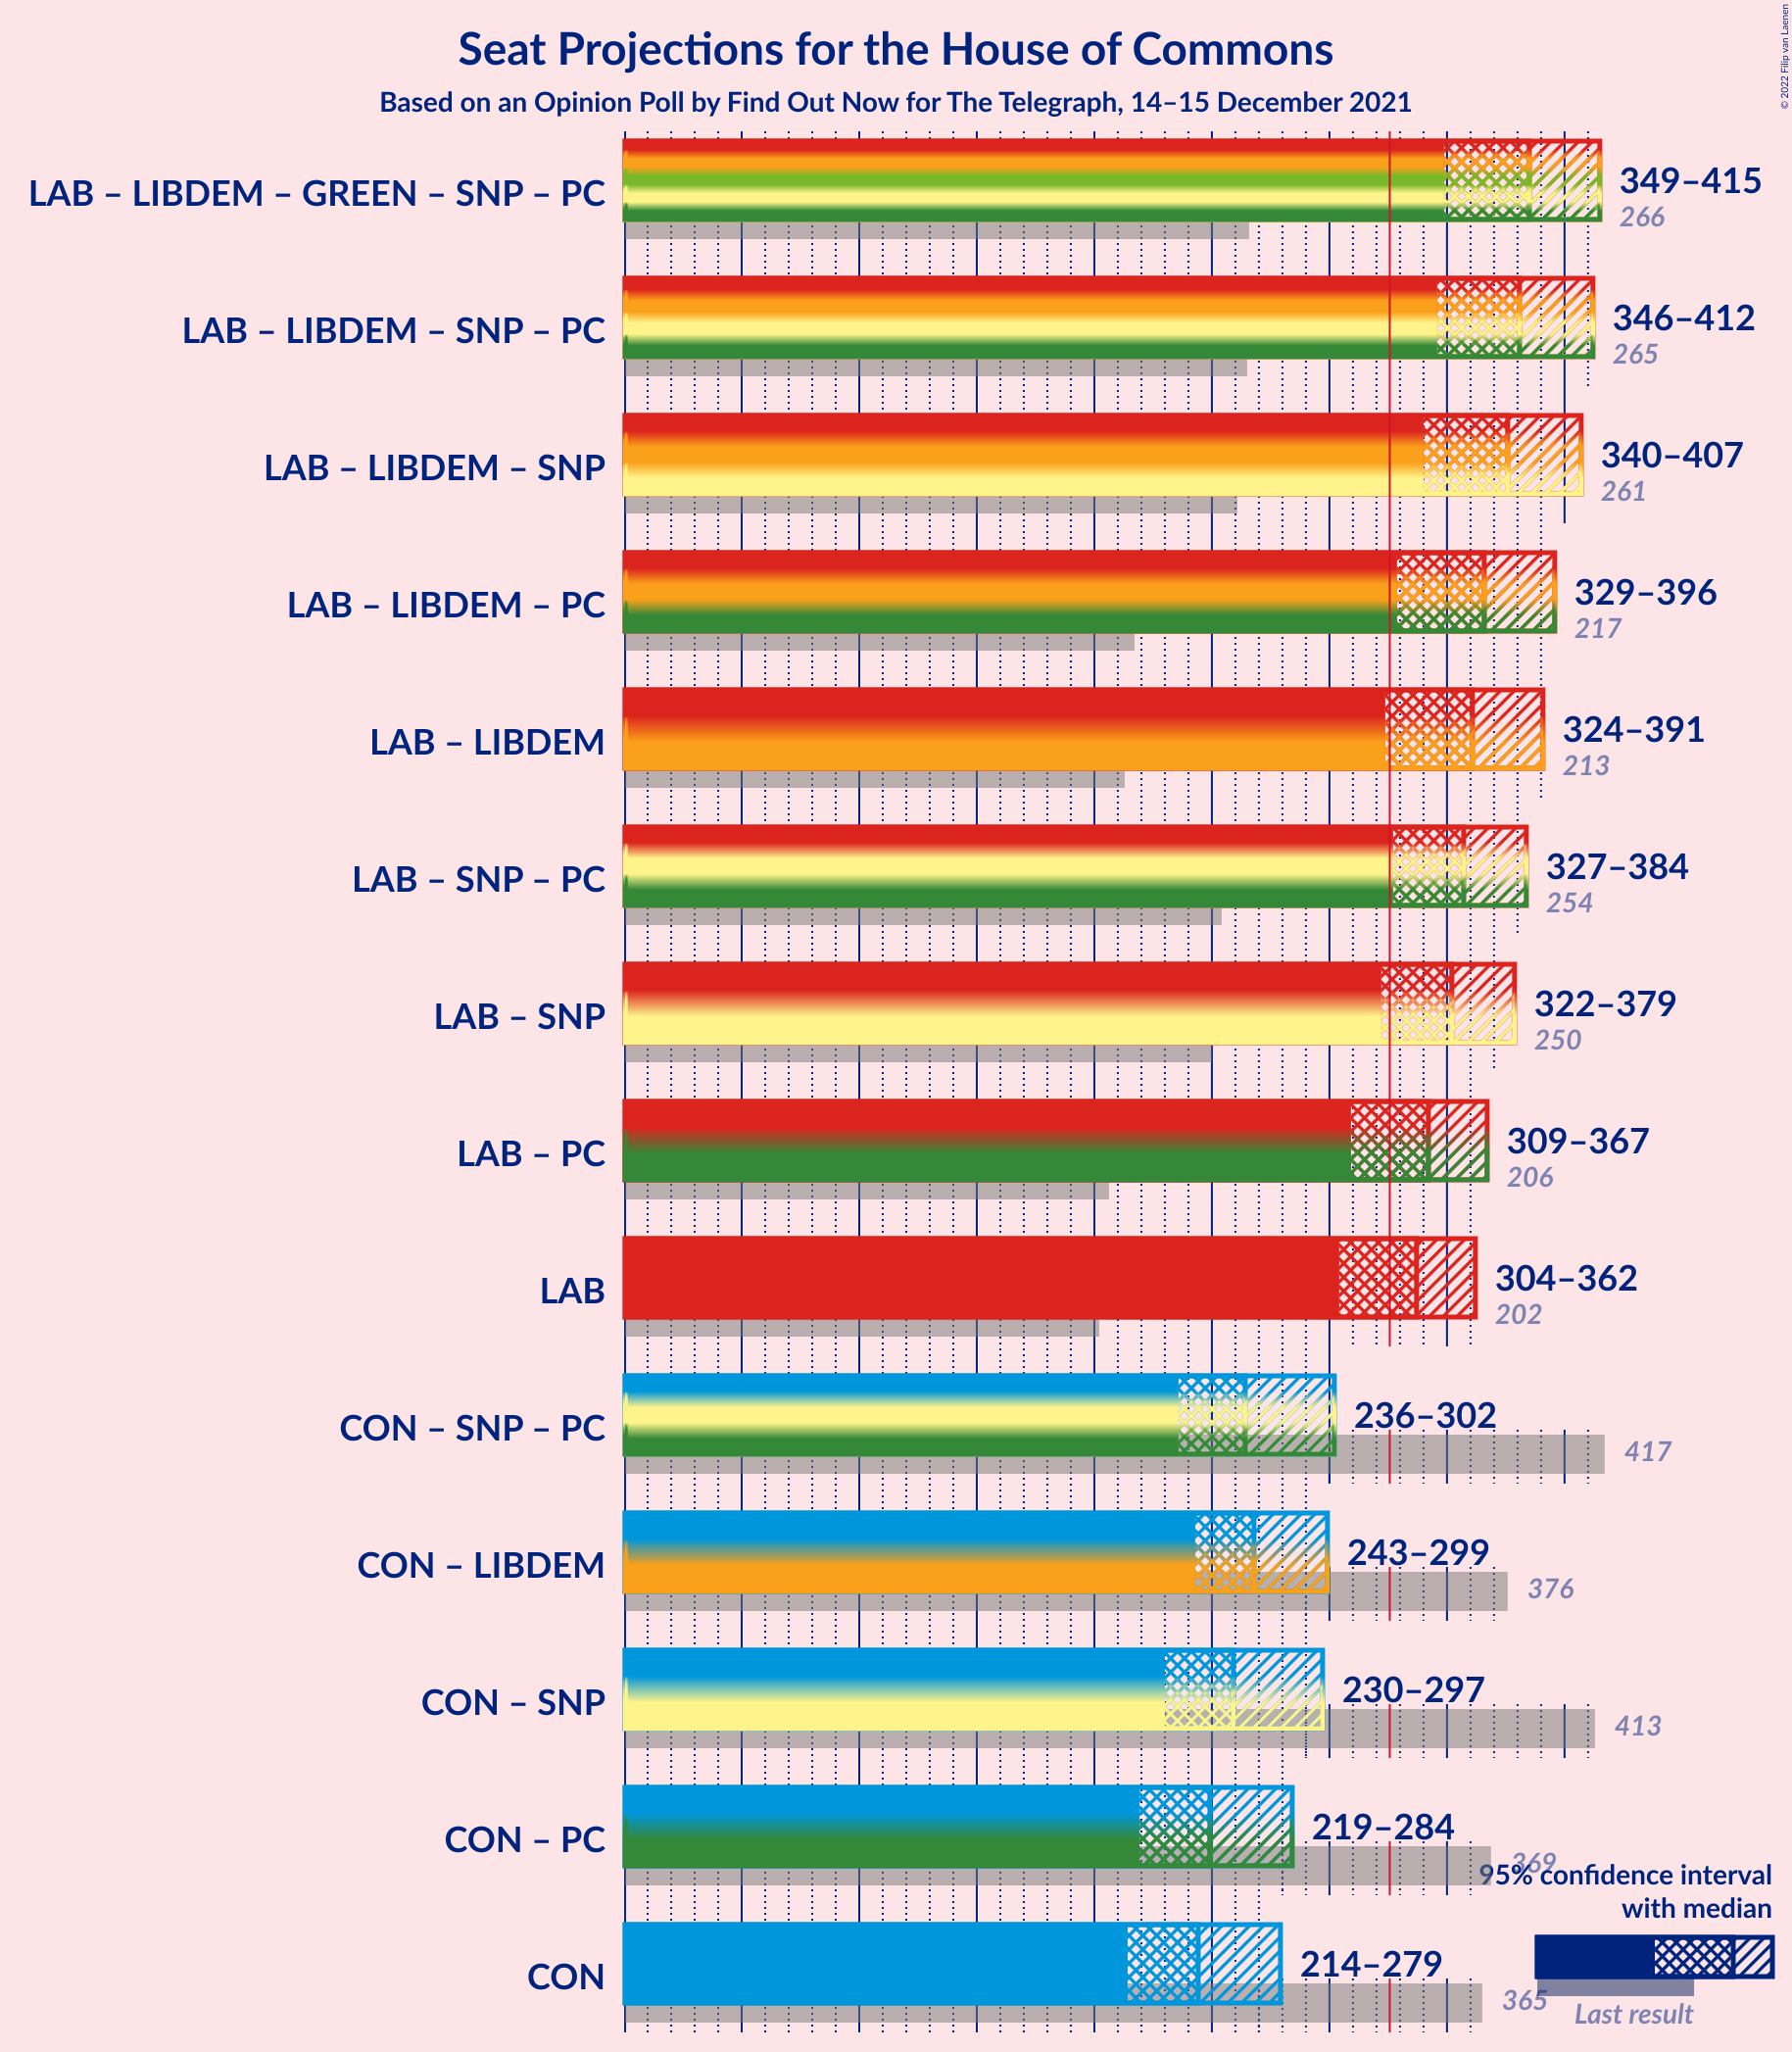 Seat Projections for the House of Commons
Based on an Opinion Poll by Find Out Now for The Telegraph, 14–15 December 2021
© 2022 Filip van Laenen
LAB – LIBDEM – GREEN – SNP – PC
349–415
266
LAB – LIBDEM – SNP – PC
346–412
265
LAB – LIBDEM – SNP
340–407
261
LAB – LIBDEM – PC
329–396
217
LAB – LIBDEM
324–391
213
LAB – SNP – PC
327–384
254
LAB – SNP
322–379
250
LAB – PC
309–367
206
LAB
304–362
202
CON – SNP – PC
236–302
417
CON – LIBDEM
243–299
376
CON – SNP
230–297
413
CON – PC
219–284
369
CON
214–279
365
95% confidence interval
with median
Last result